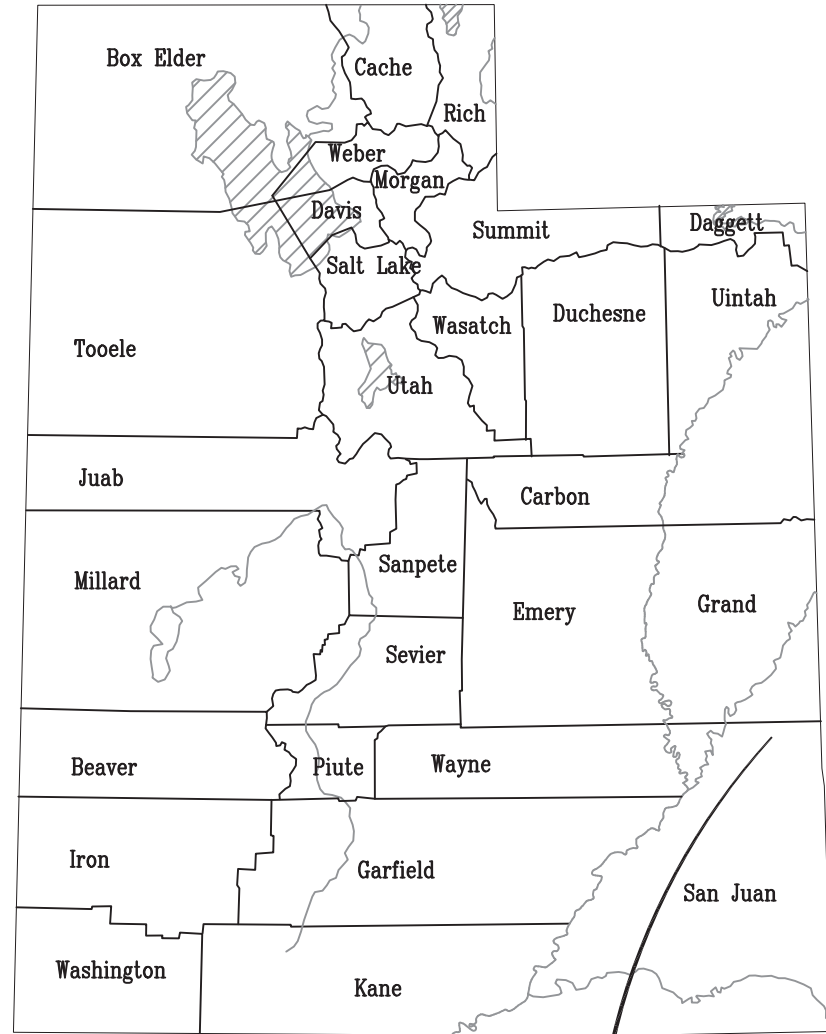 Box Elder
Cache
Rich
Weber
Morgan
Davis
Summit
Daggett
Salt Lake
Uintah
Duchesne
Wasatch
Tooele
Utah
Juab
Carbon
Sanpete
Millard
Grand
Emery
Sevier
Wayne
Beaver
Piute
Iron
Garfield
San Juan
Washington
Kane